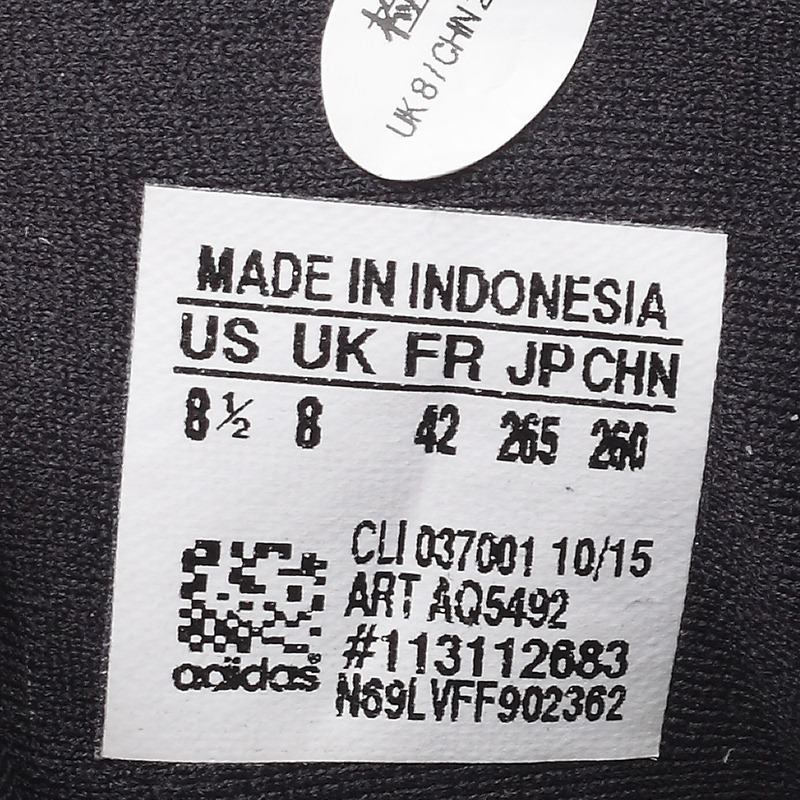 UK 8 / CHN
MADE IN INDONESIA
US UK FR JP CHN
8½ 8 42 265 260
CLI 037001 10/15
ART AQ5492
#113112683
adidas®
N69LVFF902362